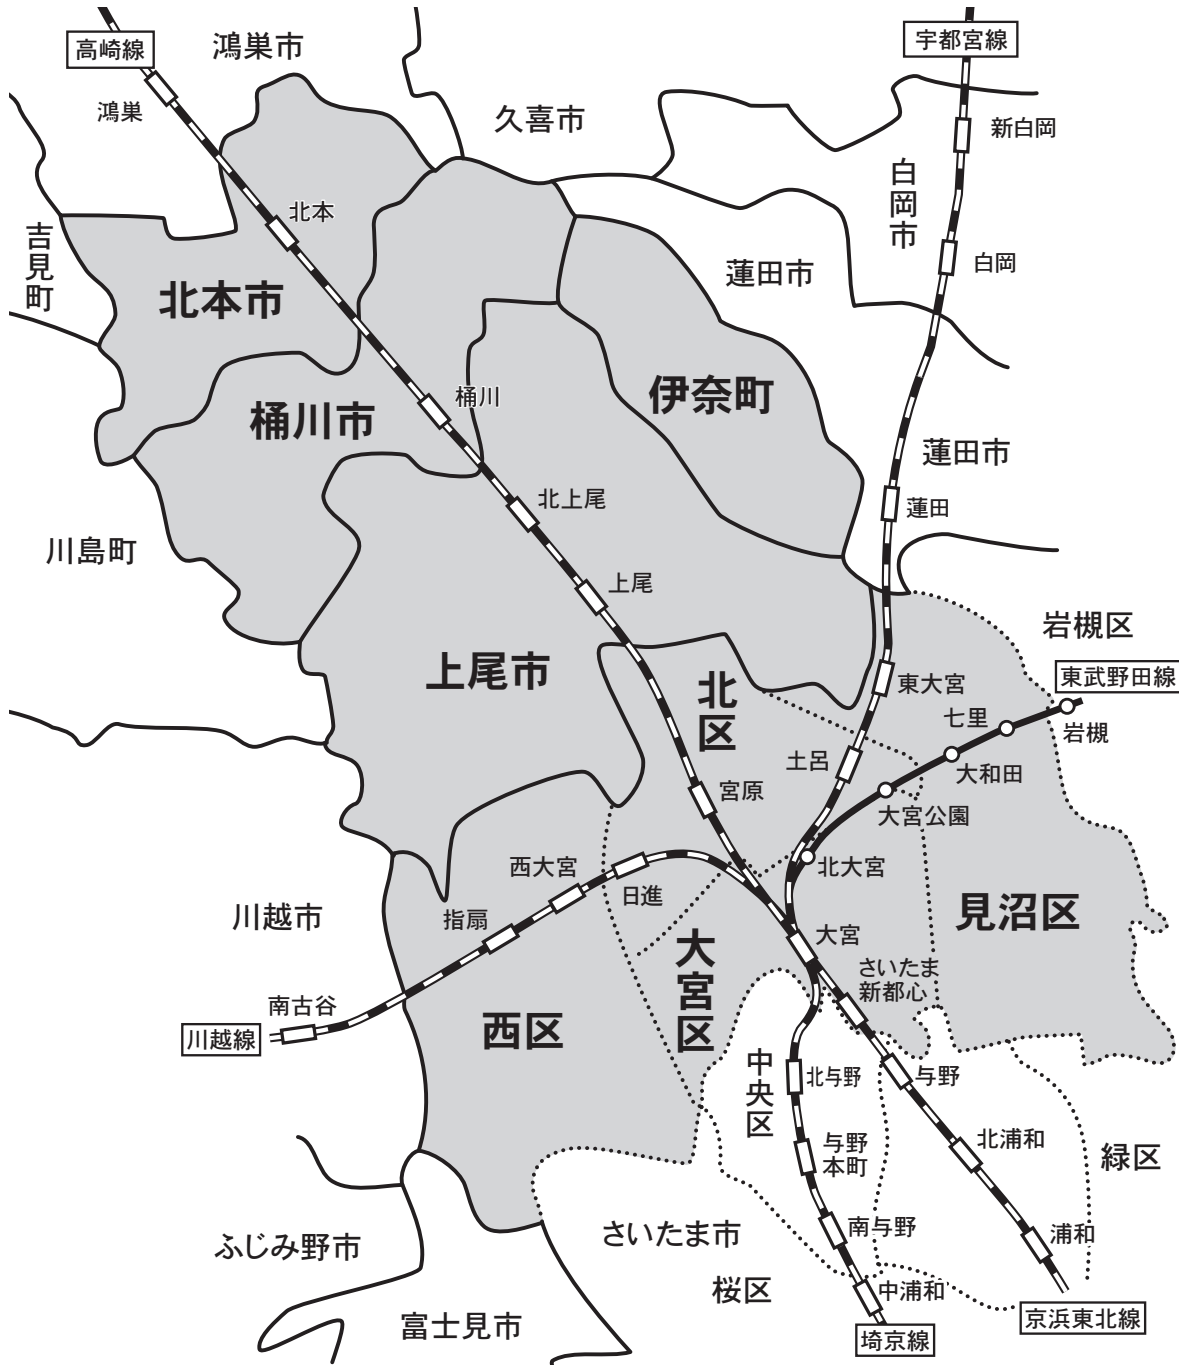 高崎線
鴻巣市
宇都宮線
鴻巣
久喜市
新白岡
白岡市
北本
吉見町
白岡
蓮田市
北本市
伊奈町
桶川
桶川市
蓮田市
北上尾
蓮田
川島町
上尾
岩槻区
上尾市
北区
東大宮
東武野田線
七里
岩槻
土呂
大和田
宮原
大宮公園
西大宮
日進
北大宮
川越市
指扇
大宮区
大宮
見沼区
さいたま
新都心
南古谷
川越線
西区
中央区
北与野
与野
与野
本町
北浦和
緑区
ふじみ野市
さいたま市
南与野
浦和
桜区
中浦和
富士見市
埼京線
京浜東北線